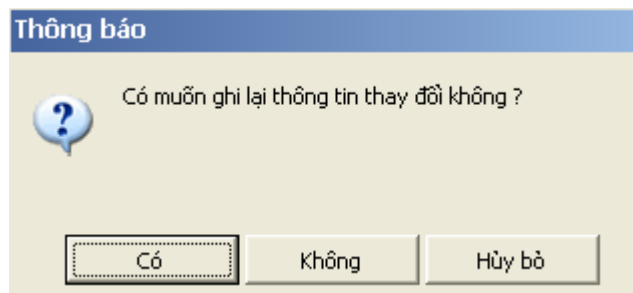 Thông báo
Có muốn ghi lại thông tin thay đổi không ?
Có
Không
Hủy bỏ